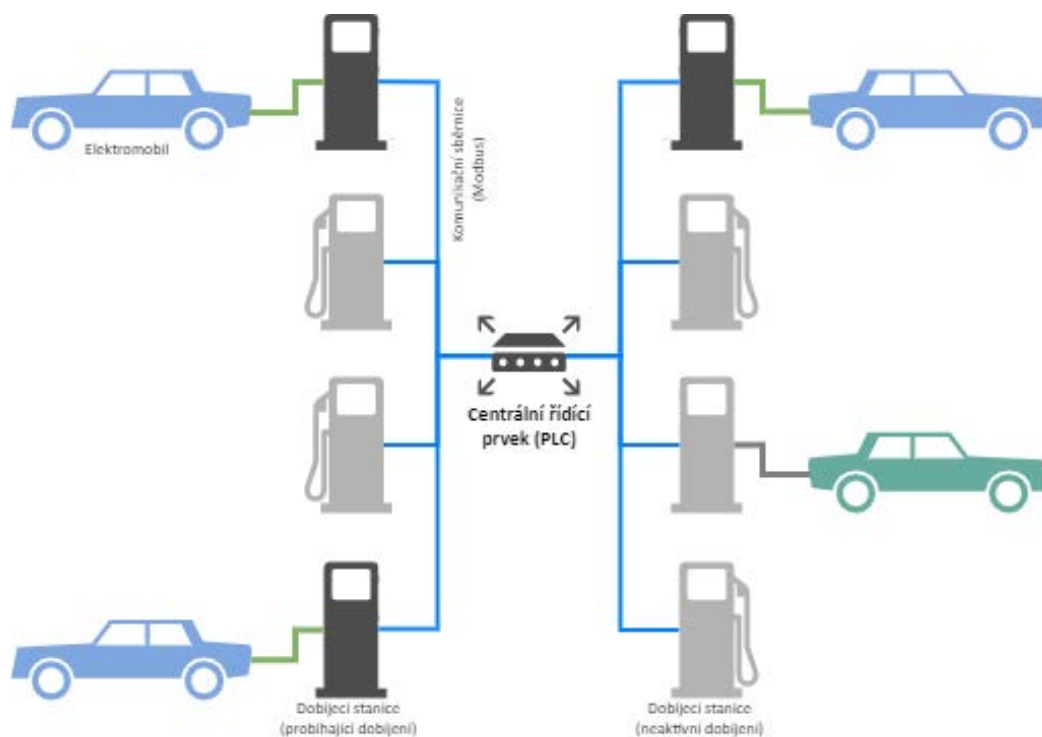 Elektromobil
Komunikační sběrnice
(Modbus)
Centrální řídící
prvek (PLC)
Dobíjecí stanice
(probíhající dobíjení)
Dobíjecí stanice
(neaktivní dobíjení)